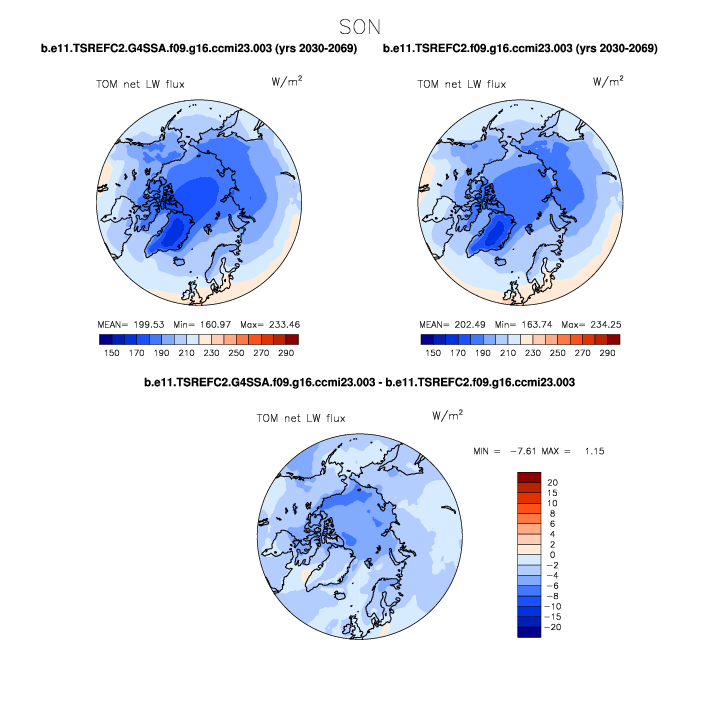 SON
b.e11.TSREFC2.G4SSA.f09.g16.ccmi23.003 (yrs 2030-2069) b.e11.TSREFC2.f09.g16.ccmi23.003 (yrs 2030-2069)
TOM net LW flux W/m² TOM net LW flux W/m²
MEAN= 199.53 Min= 160.97 Max= 233.46 MEAN= 202.49 Min= 163.74 Max= 234.25
150 170 190 210 230 250 270 290 150 170 190 210 230 250 270 290
b.e11.TSREFC2.G4SSA.f09.g16.ccmi23.003 - b.e11.TSREFC2.f09.g16.ccmi23.003
TOM net LW flux W/m²
MIN = -7.61 MAX = 1.15
20
15
10
8
6
4
2
0
-2
-4
-6
-8
-10
-15
-20